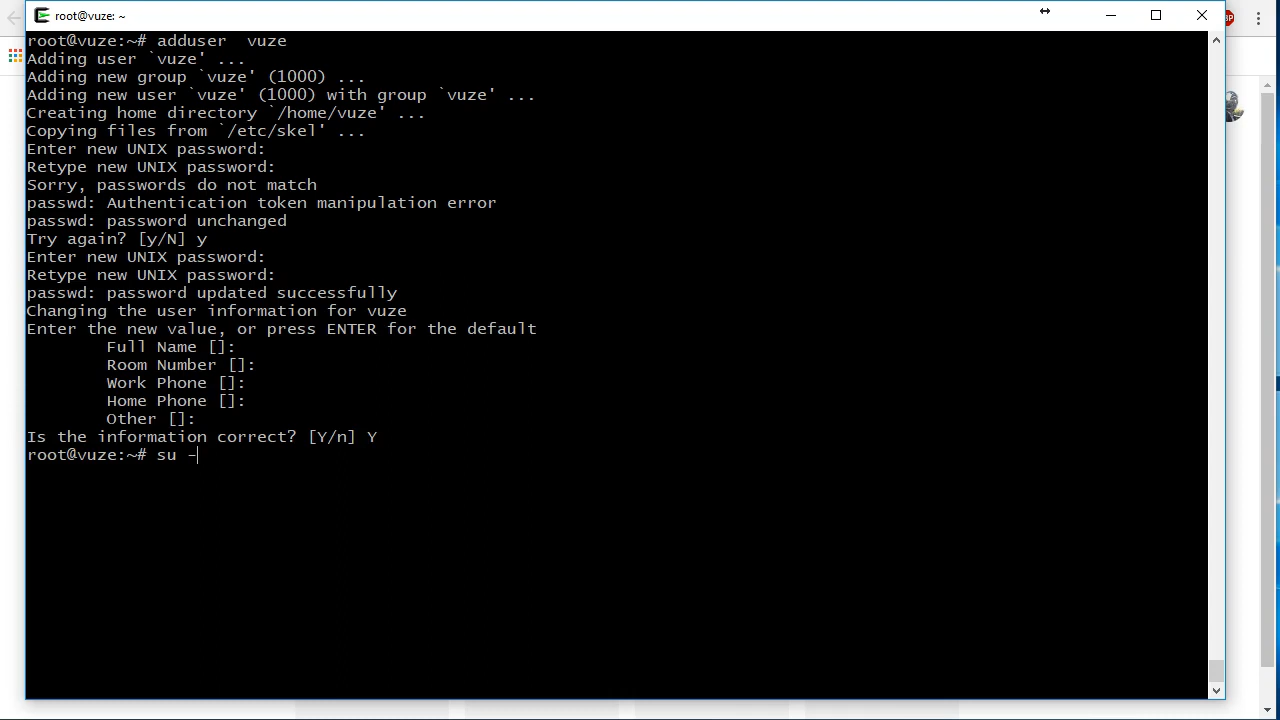 root@vuze: ~
root@vuze:~# adduser  vuze
Adding user `vuze' ...
Adding new group `vuze' (1000) ...
Adding new user `vuze' (1000) with group `vuze' ...
Creating home directory `/home/vuze' ...
Copying files from `/etc/skel' ...
Enter new UNIX password:
Retype new UNIX password:
Sorry, passwords do not match
passwd: Authentication token manipulation error
passwd: password unchanged
Try again? [y/N] y
Enter new UNIX password:
Retype new UNIX password:
passwd: password updated successfully
Changing the user information for vuze
Enter the new value, or press ENTER for the default
        Full Name []:
        Room Number []:
        Work Phone []:
        Home Phone []:
        Other []:
Is the information correct? [Y/n] Y
root@vuze:~# su -